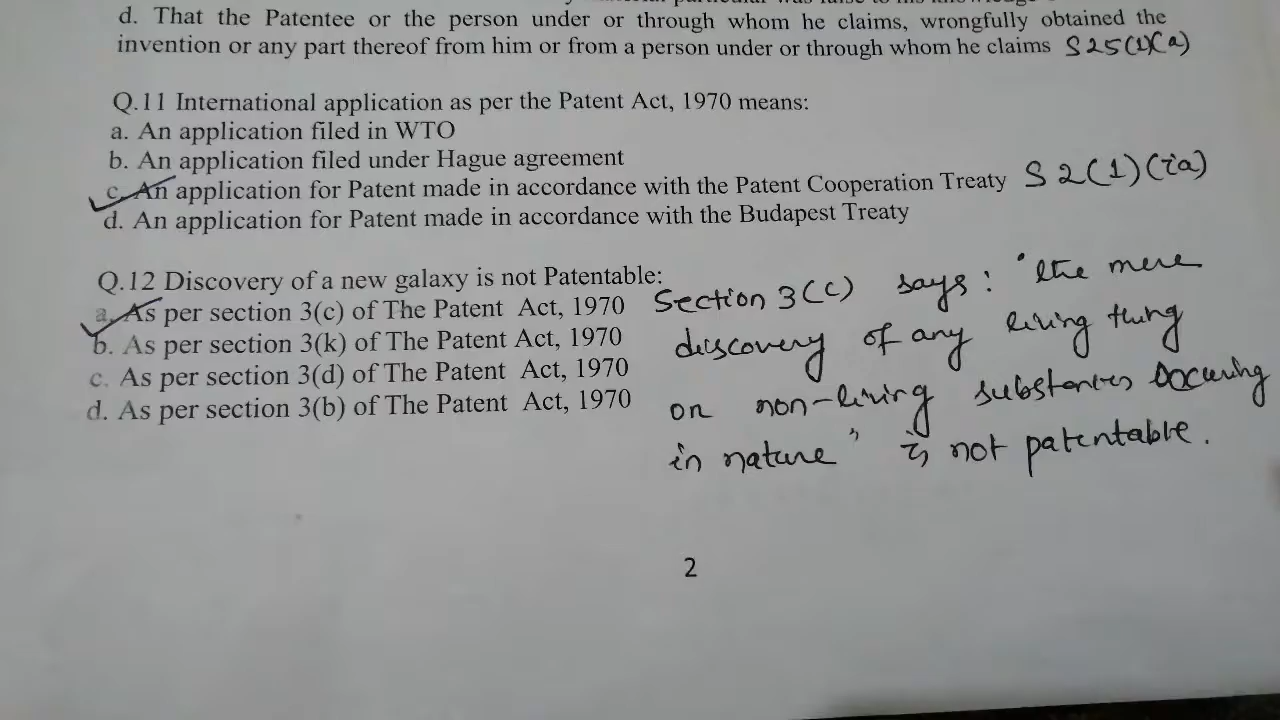 particular was false to his knowledge
d. That the Patentee or the person under or through whom he claims, wrongfully obtained the
invention or any part thereof from him or from a person under or through whom he claims S25(1)(a)
Q.11 International application as per the Patent Act, 1970 means:
a. An application filed in WTO
b. An application filed under Hague agreement
c. An application for Patent made in accordance with the Patent Cooperation Treaty S 2(1)(ia)
d. An application for Patent made in accordance with the Budapest Treaty
Q.12 Discovery of a new galaxy is not Patentable:
a. As per section 3(c) of The Patent Act, 1970
b. As per section 3(k) of The Patent Act, 1970
c. As per section 3(d) of The Patent Act, 1970
d. As per section 3(b) of The Patent Act, 1970
Section 3(c) says: "the mere
discovery of any living thing
or non-living substances occuring
in nature" is not patentable.
2